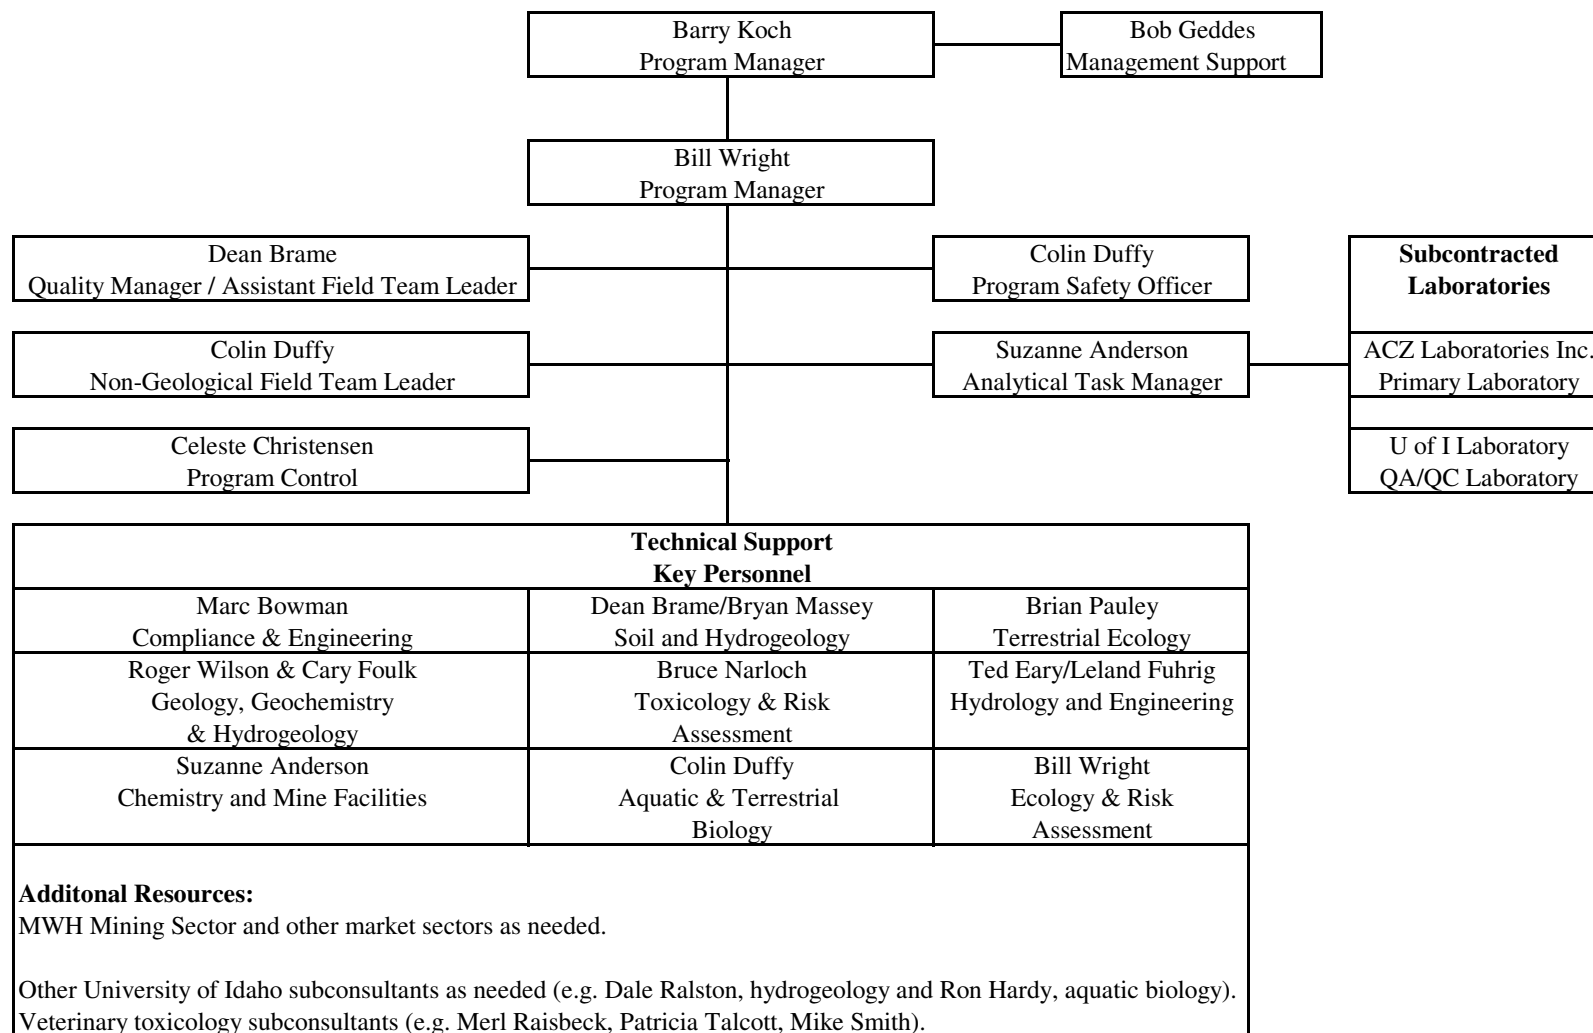 Barry Koch
Program Manager
Bob Geddes
Management Support
Bill Wright
Program Manager
Dean Brame
Quality Manager / Assistant Field Team Leader
Colin Duffy
Program Safety Officer
Subcontracted
Laboratories
Colin Duffy
Non-Geological Field Team Leader
Suzanne Anderson
Analytical Task Manager
ACZ Laboratories Inc.
Primary Laboratory
Celeste Christensen
Program Control
U of I Laboratory
QA/QC Laboratory
Technical Support
Key Personnel
Marc Bowman
Compliance & Engineering
Dean Brame/Bryan Massey
Soil and Hydrogeology
Brian Pauley
Terrestrial Ecology
Roger Wilson & Cary Foulk
Geology, Geochemistry
& Hydrogeology
Bruce Narloch
Toxicology & Risk
Assessment
Ted Eary/Leland Fuhrig
Hydrology and Engineering
Suzanne Anderson
Chemistry and Mine Facilities
Colin Duffy
Aquatic & Terrestrial
Biology
Bill Wright
Ecology & Risk
Assessment
Additonal Resources:
MWH Mining Sector and other market sectors as needed.
Other University of Idaho subconsultants as needed (e.g. Dale Ralston, hydrogeology and Ron Hardy, aquatic biology).
Veterinary toxicology subconsultants (e.g. Merl Raisbeck, Patricia Talcott, Mike Smith).